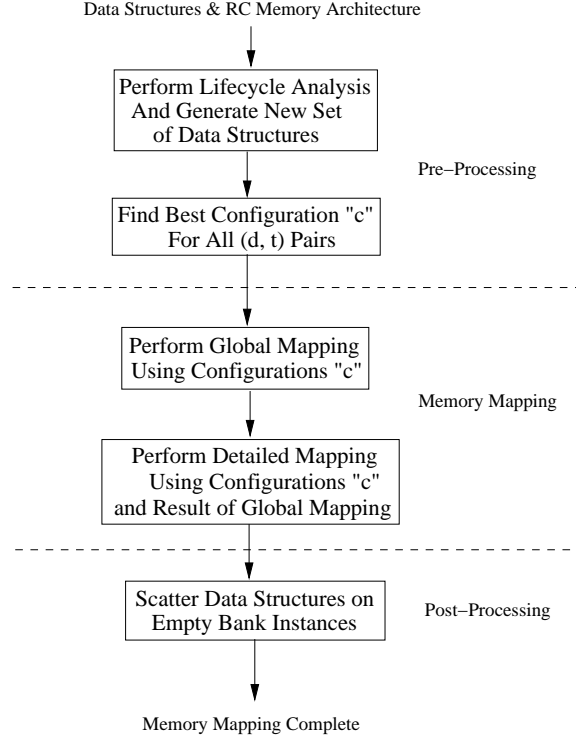 Data Structures & RC Memory Architecture
Perform Lifecycle Analysis
And Generate New Set
of Data Structures
Pre−Processing
Find Best Configuration "c"
For All (d, t) Pairs
Perform Global Mapping
Using Configurations "c"
Memory Mapping
Perform Detailed Mapping
Using Configurations "c"
and Result of Global Mapping
Scatter Data Structures on
Empty Bank Instances
Post−Processing
Memory Mapping Complete